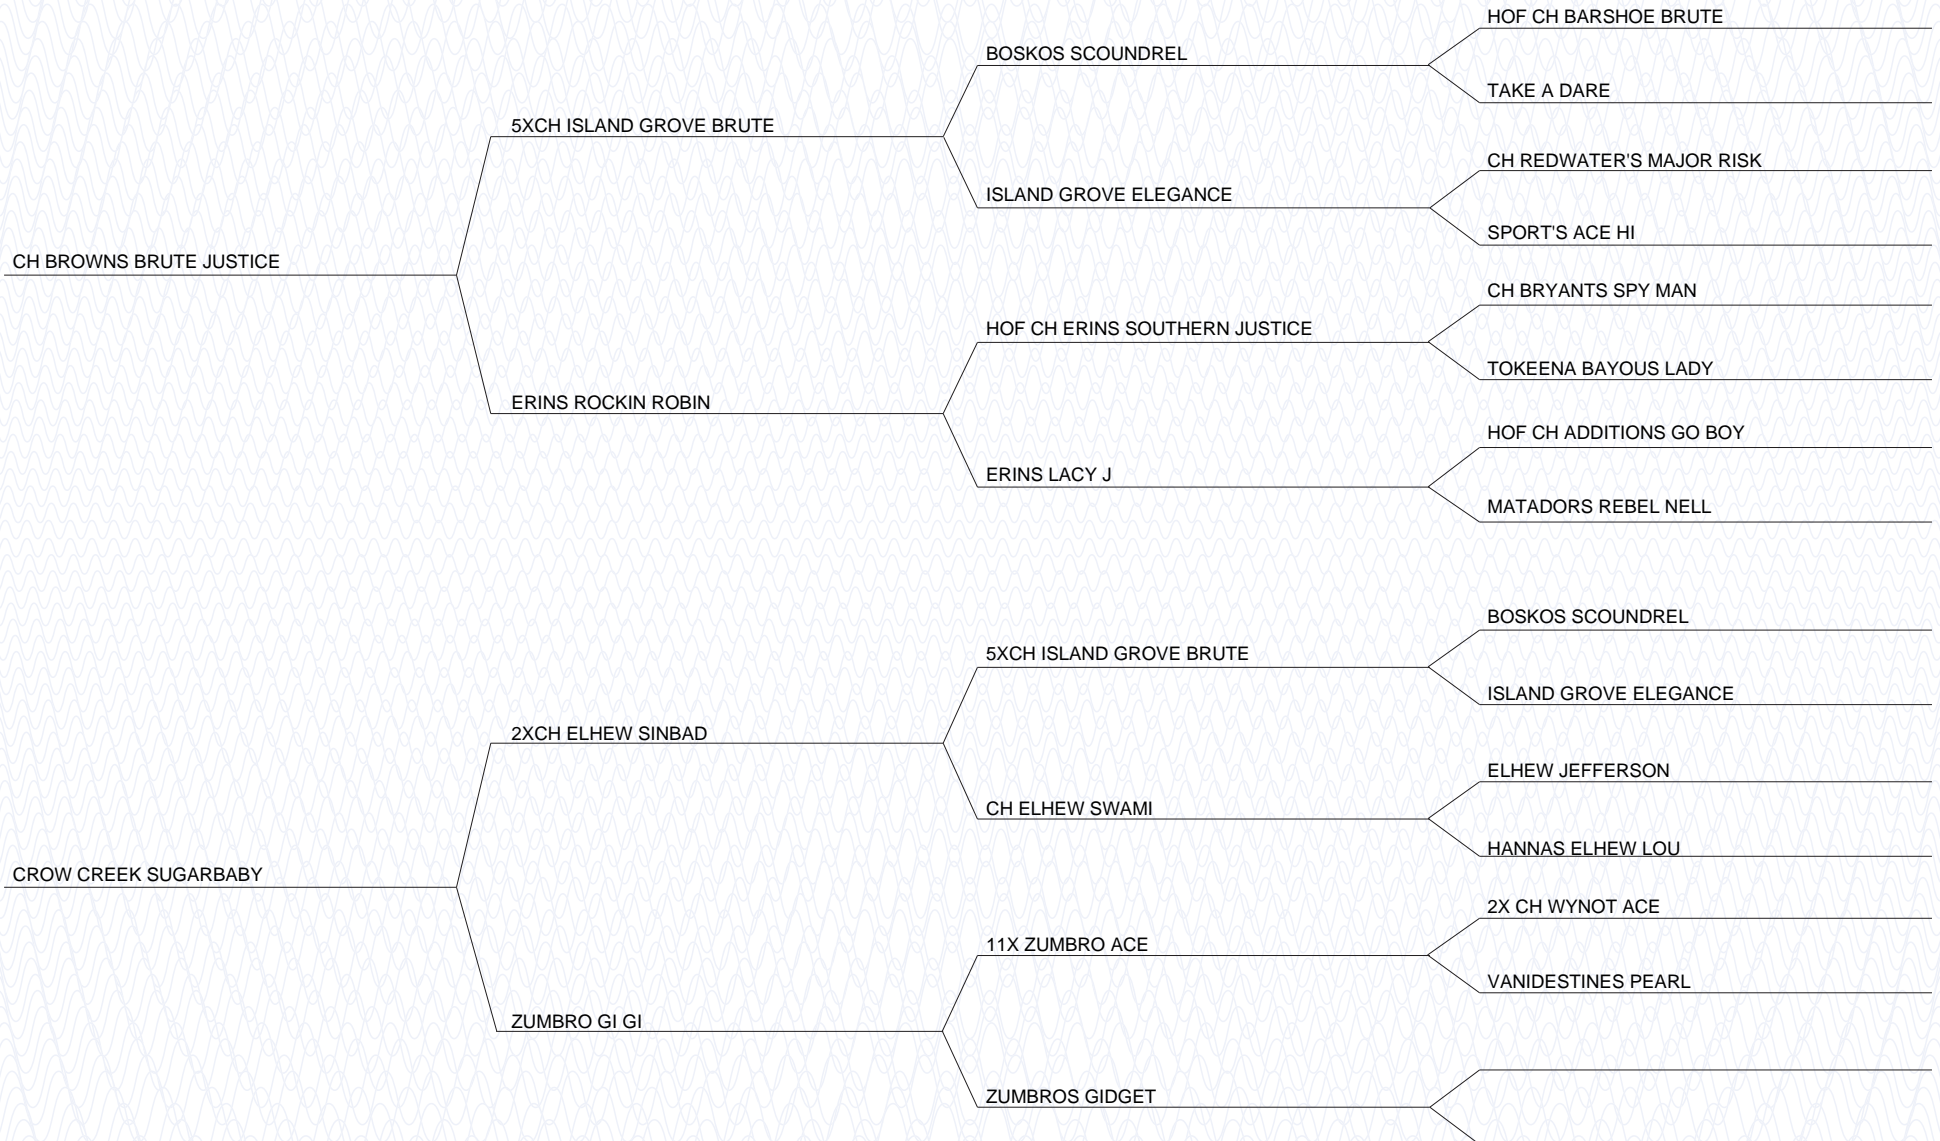 HOF CH BARSHOE BRUTE
BOSKOS SCOUNDREL
TAKE A DARE
5XCH ISLAND GROVE BRUTE
CH REDWATER'S MAJOR RISK
ISLAND GROVE ELEGANCE
SPORT'S ACE HI
CH BROWNS BRUTE JUSTICE
CH BRYANTS SPY MAN
HOF CH ERINS SOUTHERN JUSTICE
TOKEENA BAYOUS LADY
ERINS ROCKIN ROBIN
HOF CH ADDITIONS GO BOY
ERINS LACY J
MATADORS REBEL NELL
BOSKOS SCOUNDREL
5XCH ISLAND GROVE BRUTE
ISLAND GROVE ELEGANCE
2XCH ELHEW SINBAD
ELHEW JEFFERSON
CH ELHEW SWAMI
HANNAS ELHEW LOU
CROW CREEK SUGARBABY
2X CH WYNOT ACE
11X ZUMBRO ACE
VANIDESTINES PEARL
ZUMBRO GI GI
ZUMBROS GIDGET